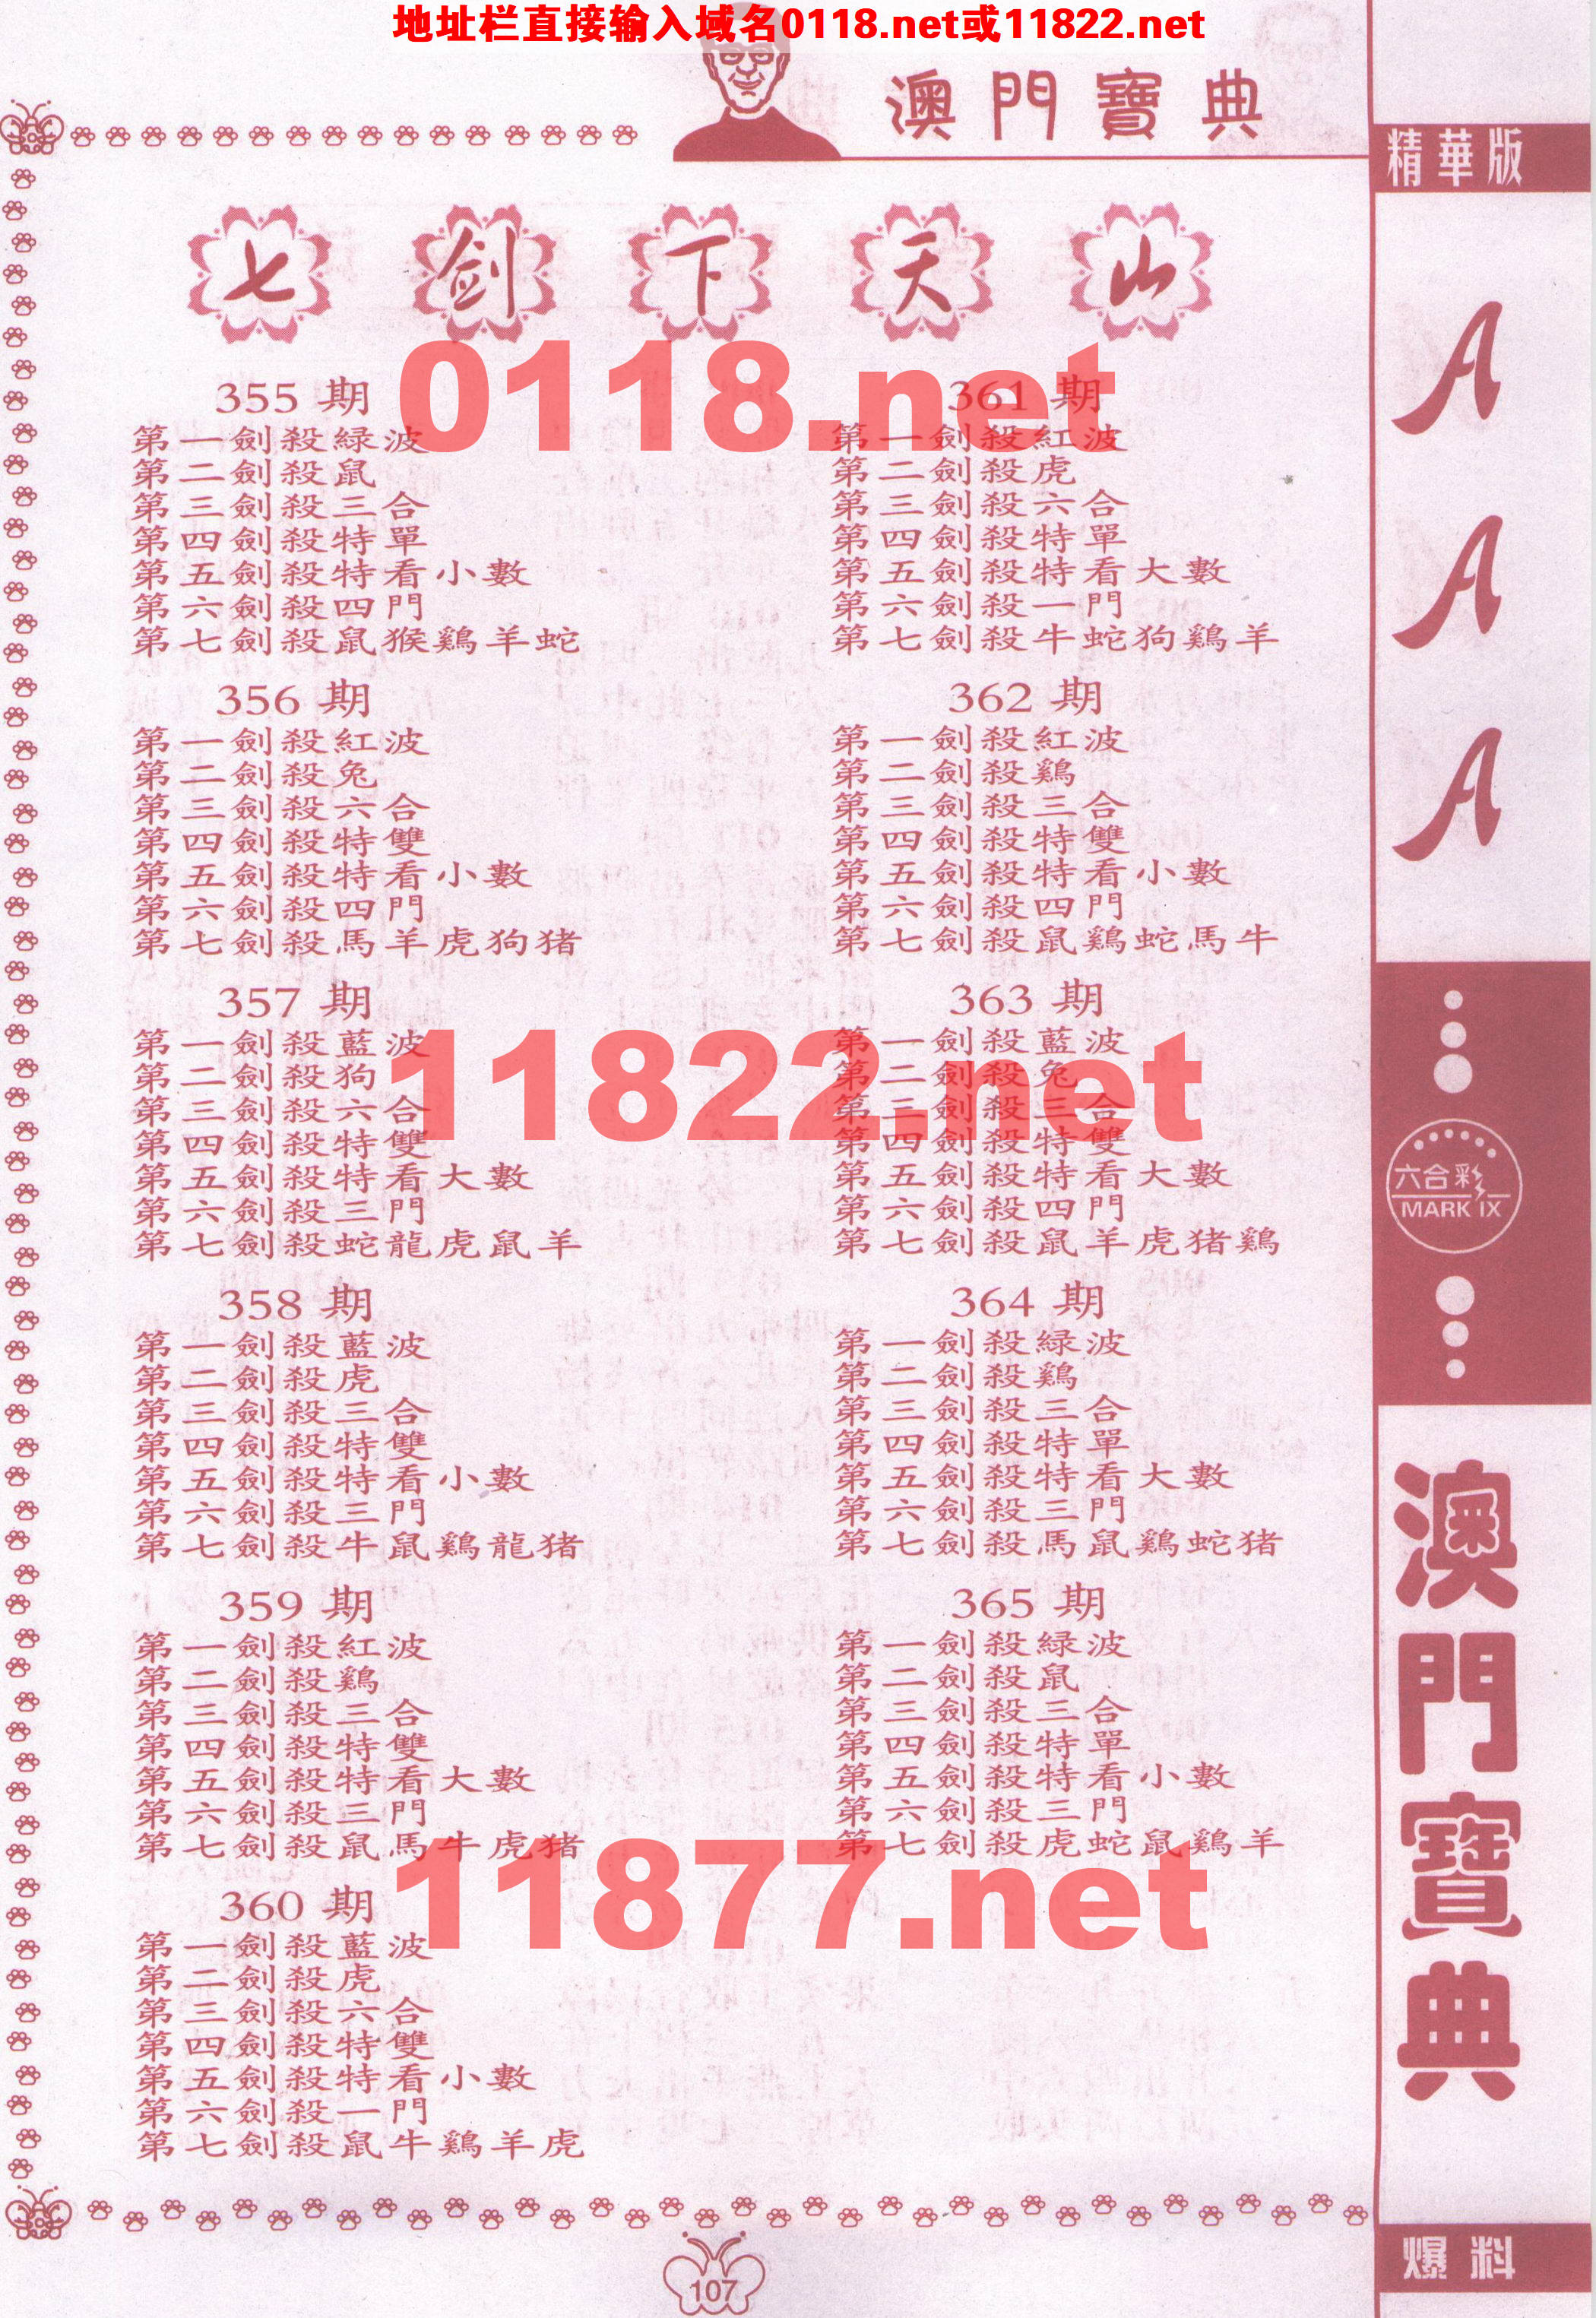 地址栏直接输入域名0118.net或11822.net
澳門寶典
精華版
七剑下天山
0118.net
355 期
第一劍殺緑波
第二劍殺鼠
第三劍殺三合
第四劍殺特單
第五劍殺特看小數
第六劍殺四門
第七劍殺鼠猴鷄羊蛇
356 期
第一劍殺紅波
第二劍殺兔
第三劍殺六合
第四劍殺特雙
第五劍殺特看小數
第六劍殺四門
第七劍殺馬羊虎狗猪
357 期
第一劍殺藍波
第二劍殺狗
第三劍殺六合
第四劍殺特雙
第五劍殺特看大數
第六劍殺三門
第七劍殺蛇龍虎鼠羊
358 期
第一劍殺藍波
第二劍殺虎
第三劍殺三合
第四劍殺特雙
第五劍殺特看小數
第六劍殺三門
第七劍殺牛鼠鷄龍猪
359 期
第一劍殺紅波
第二劍殺鷄
第三劍殺三合
第四劍殺特雙
第五劍殺特看大數
第六劍殺三門
第七劍殺鼠馬牛虎猪
360 期
第一劍殺藍波
第二劍殺虎
第三劍殺六合
第四劍殺特雙
第五劍殺特看小數
第六劍殺一門
第七劍殺鼠牛鷄羊虎
361 期
第一劍殺紅波
第二劍殺虎
第三劍殺六合
第四劍殺特單
第五劍殺特看大數
第六劍殺一門
第七劍殺牛蛇狗鷄羊
362 期
第一劍殺紅波
第二劍殺鷄
第三劍殺三合
第四劍殺特雙
第五劍殺特看小數
第六劍殺四門
第七劍殺鼠鷄蛇馬牛
363 期
第一劍殺藍波
第二劍殺兔
第三劍殺三合
第四劍殺特雙
第五劍殺特看大數
第六劍殺四門
第七劍殺鼠羊虎猪鷄
364 期
第一劍殺緑波
第二劍殺鷄
第三劍殺三合
第四劍殺特單
第五劍殺特看大數
第六劍殺三門
第七劍殺馬鼠鷄蛇猪
365 期
第一劍殺緑波
第二劍殺鼠
第三劍殺三合
第四劍殺特單
第五劍殺特看小數
第六劍殺三門
第七劍殺虎蛇鼠鷄羊
11822.net
11877.net
A
A
A
六合彩
MARK IX
澳門寶典
爆料
107